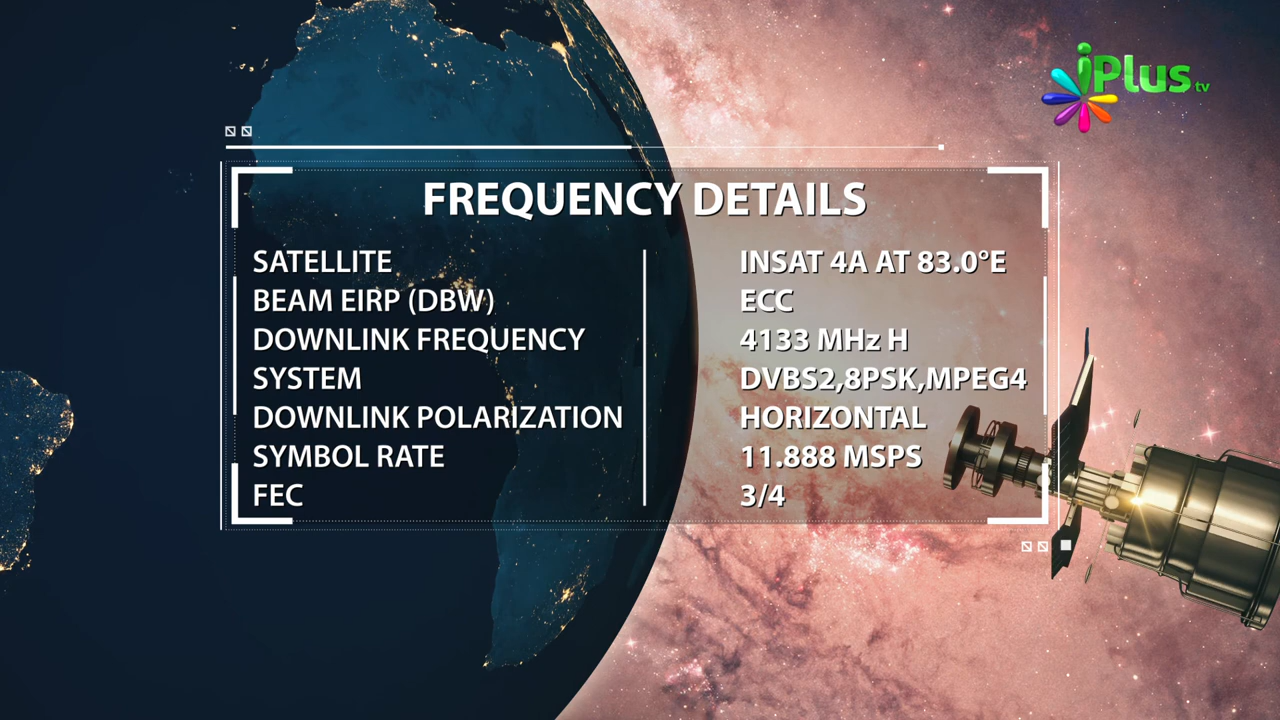 iPlus tv
FREQUENCY DETAILS
SATELLITE INSAT 4A AT 83.0°E
BEAM EIRP (DBW) ECC
DOWNLINK FREQUENCY 4133 MHz H
SYSTEM DVBS2,8PSK,MPEG4
DOWNLINK POLARIZATION HORIZONTAL
SYMBOL RATE 11.888 MSPS
FEC 3/4